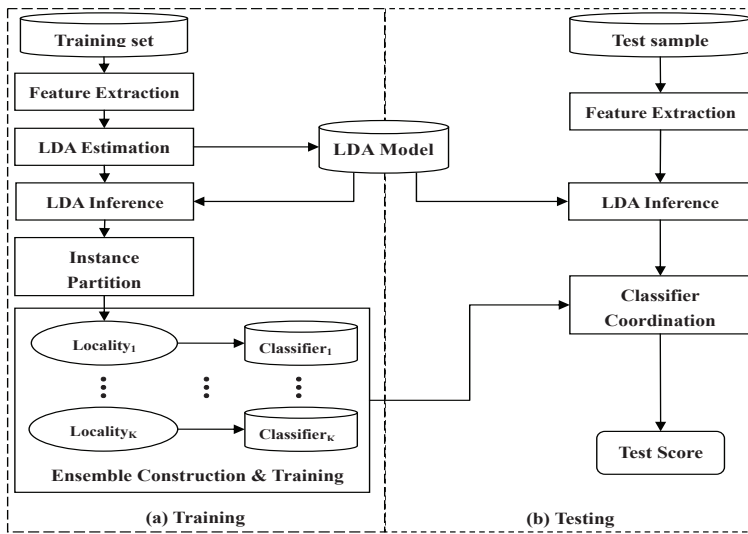 Training set
Feature Extraction
LDA Estimation
LDA Inference
Instance
Partition
Locality1
Classifier1
LocalityK
ClassifierK
Ensemble Construction & Training
(a) Training
LDA Model
Test sample
Feature Extraction
LDA Inference
Classifier
Coordination
Test Score
(b) Testing